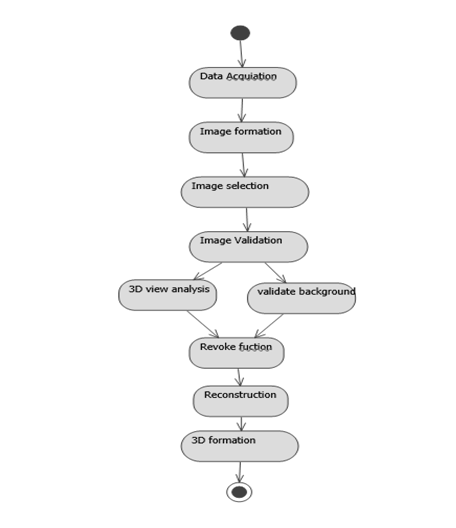 Data Acquiation
Image formation
Image selection
Image Validation
3D view analysis
validate background
Revoke fuction
Reconstruction
3D formation